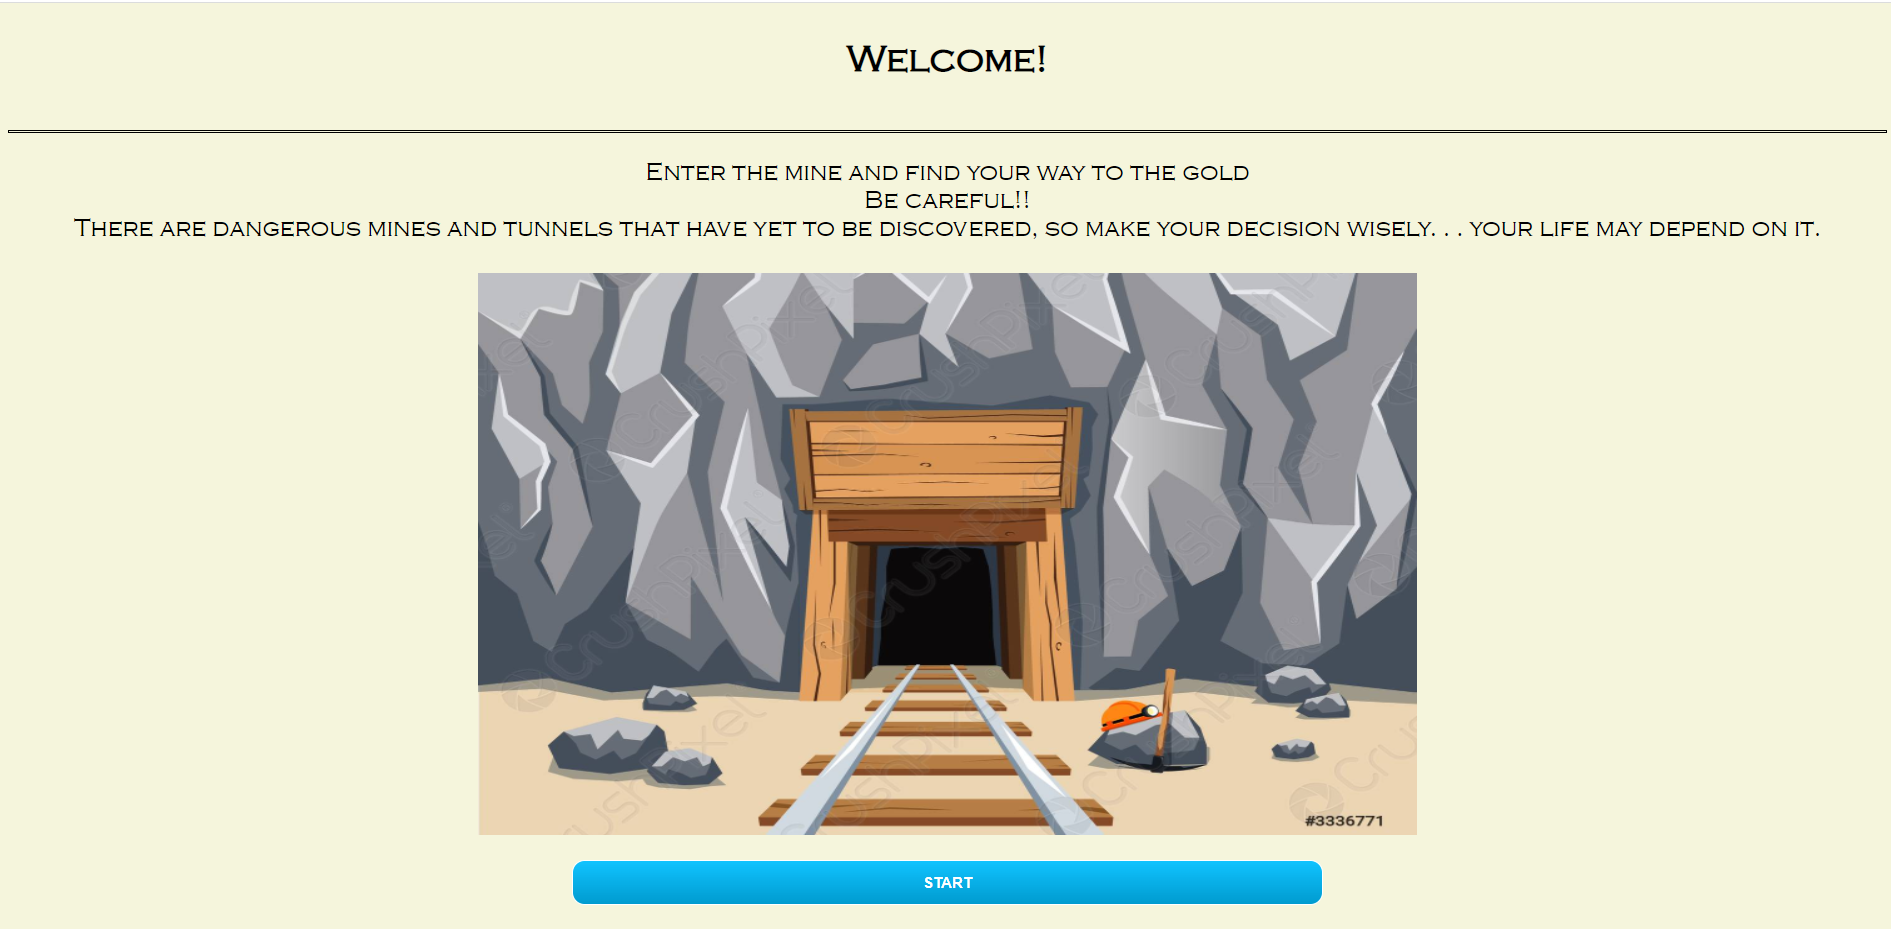 Welcome!
Enter the mine and find your way to the gold
Be careful!!
There are dangerous mines and tunnels that have yet to be discovered, so make your decision wisely. . . your life may depend on it.
CrushPixel
#3336771
START